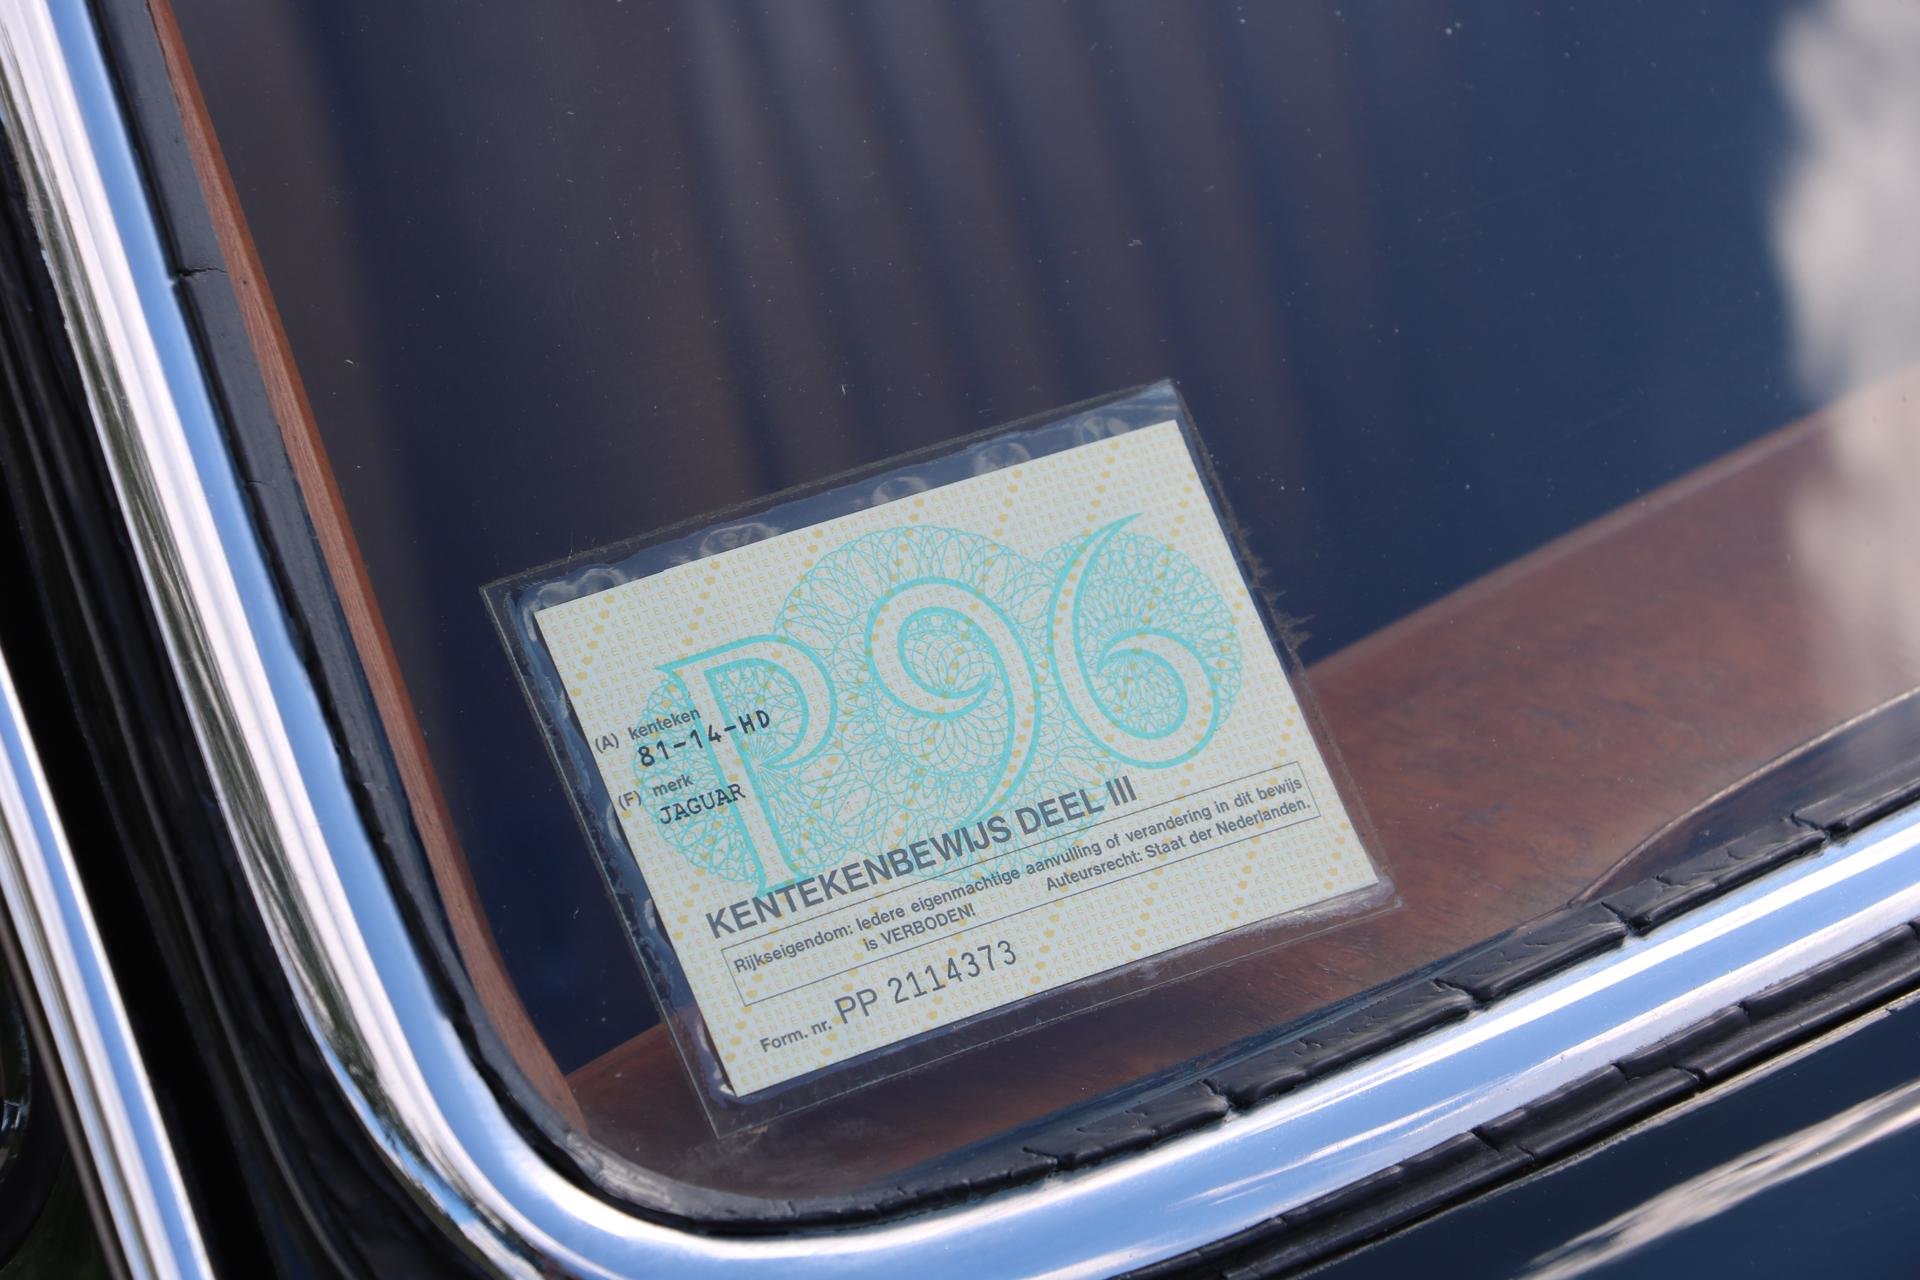 P96
(A) kenteken
81-14-HD
(F) merk
JAGUAR
KENTEKENBEWIJS DEEL III
Rijkseigendom: Iedere eigenmachtige aanvulling of verandering in dit bewijs
is VERBODEN! Auteursrecht: Staat der Nederlanden.
Form. nr. PP 2114373